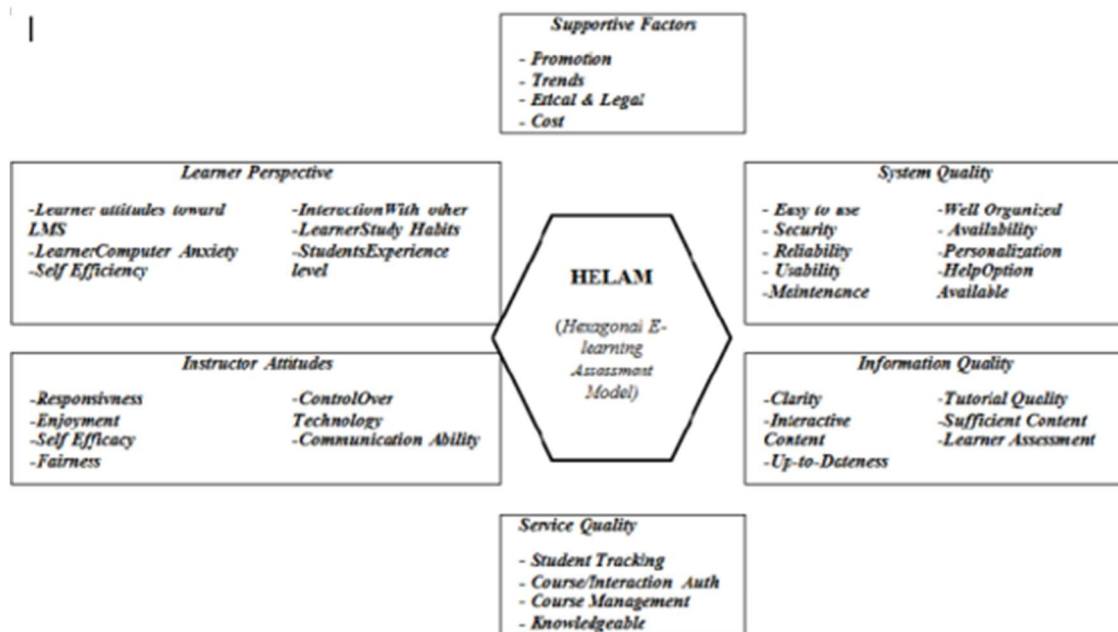 Supportive Factors
- Promotion
- Trends
- Etical & Legal
- Cost
Learner Perspective
-Learner attitudes toward
LMS
-LearnerComputer Anxiety
-Self Efficiency
-InteractionWith other
-LearnerStudy Habits
-StudentsExperience
level
System Quality
- Easy to use
- Security
- Reliability
- Usability
-Maintenance
-Well Organized
- Availability
-Personalization
-HelpOption
Available
HELAM
(Hexagonal E-
learning
Assessment
Model)
Instructor Attitudes
-Responsivness
-Enjoyment
-Self Efficacy
-Fairness
-ControlOver
Technology
-Communication Ability
Information Quality
-Clarity
-Interactive
Content
-Up-to-Dateness
-Tutorial Quality
-Sufficient Content
-Learner Assessment
Service Quality
- Student Tracking
- Course/Interaction Auth
- Course Management
- Knowledgeable